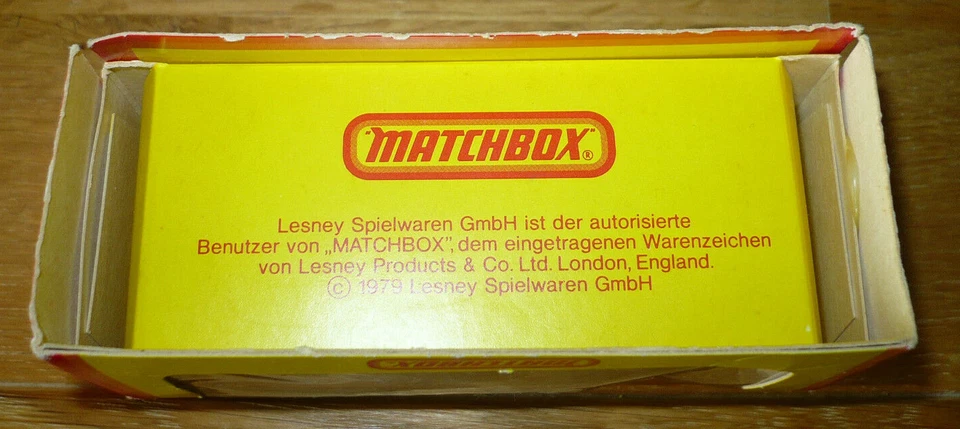 "MATCHBOX"®
Lesney Spielwaren GmbH ist der autorisierte
Benutzer von „MATCHBOX", dem eingetragenen Warenzeichen
von Lesney Products & Co. Ltd. London, England.
© 1979 Lesney Spielwaren GmbH
MATCHBOX